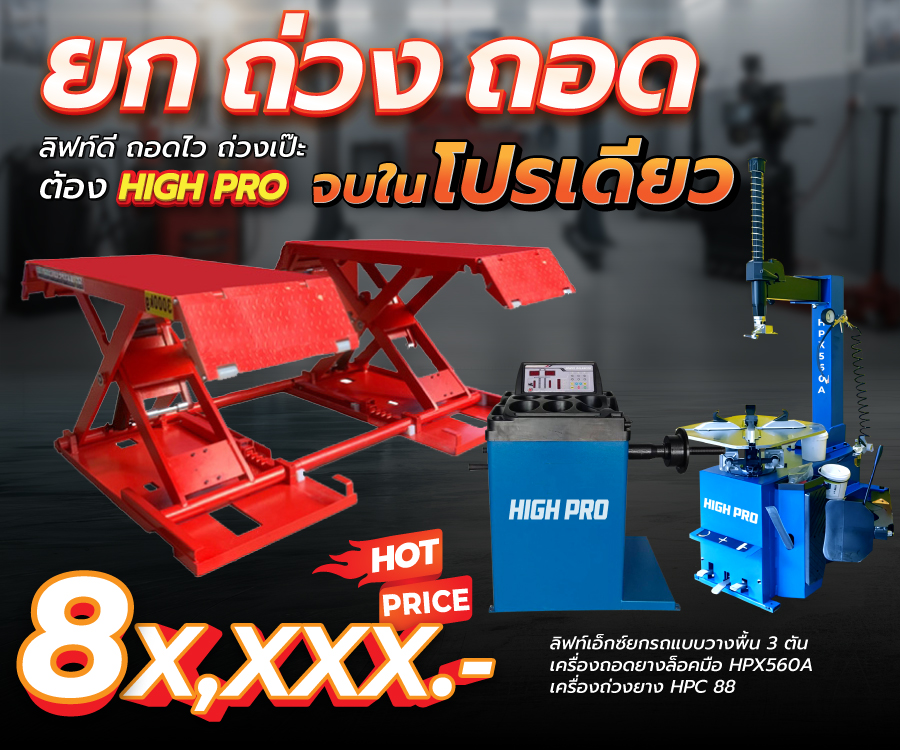 ยก ถ่วง ถอด
ลิฟท์ดี ถอดไว ถ่วงเป๊ะ
ต้อง HIGH PRO จบในโปรเดียว
3000KG
HPX560A
HIGH PRO
HIGH PRO
HOT
PRICE
8x,xxx.-
ลิฟท์เอ็กซ์ยกรถแบบวางพื้น 3 ตัน
เครื่องถอดยางล็อคมือ HPX560A
เครื่องถ่วงยาง HPC 88